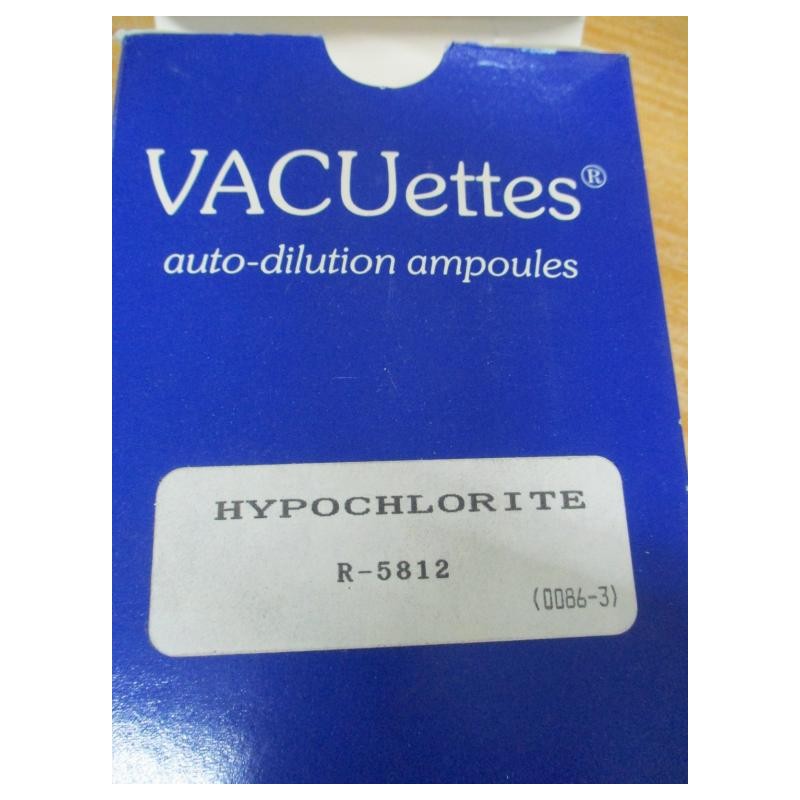 VACUettes®
auto-dilution ampoules
HYPOCHLORITE
R-5812
(0086-3)